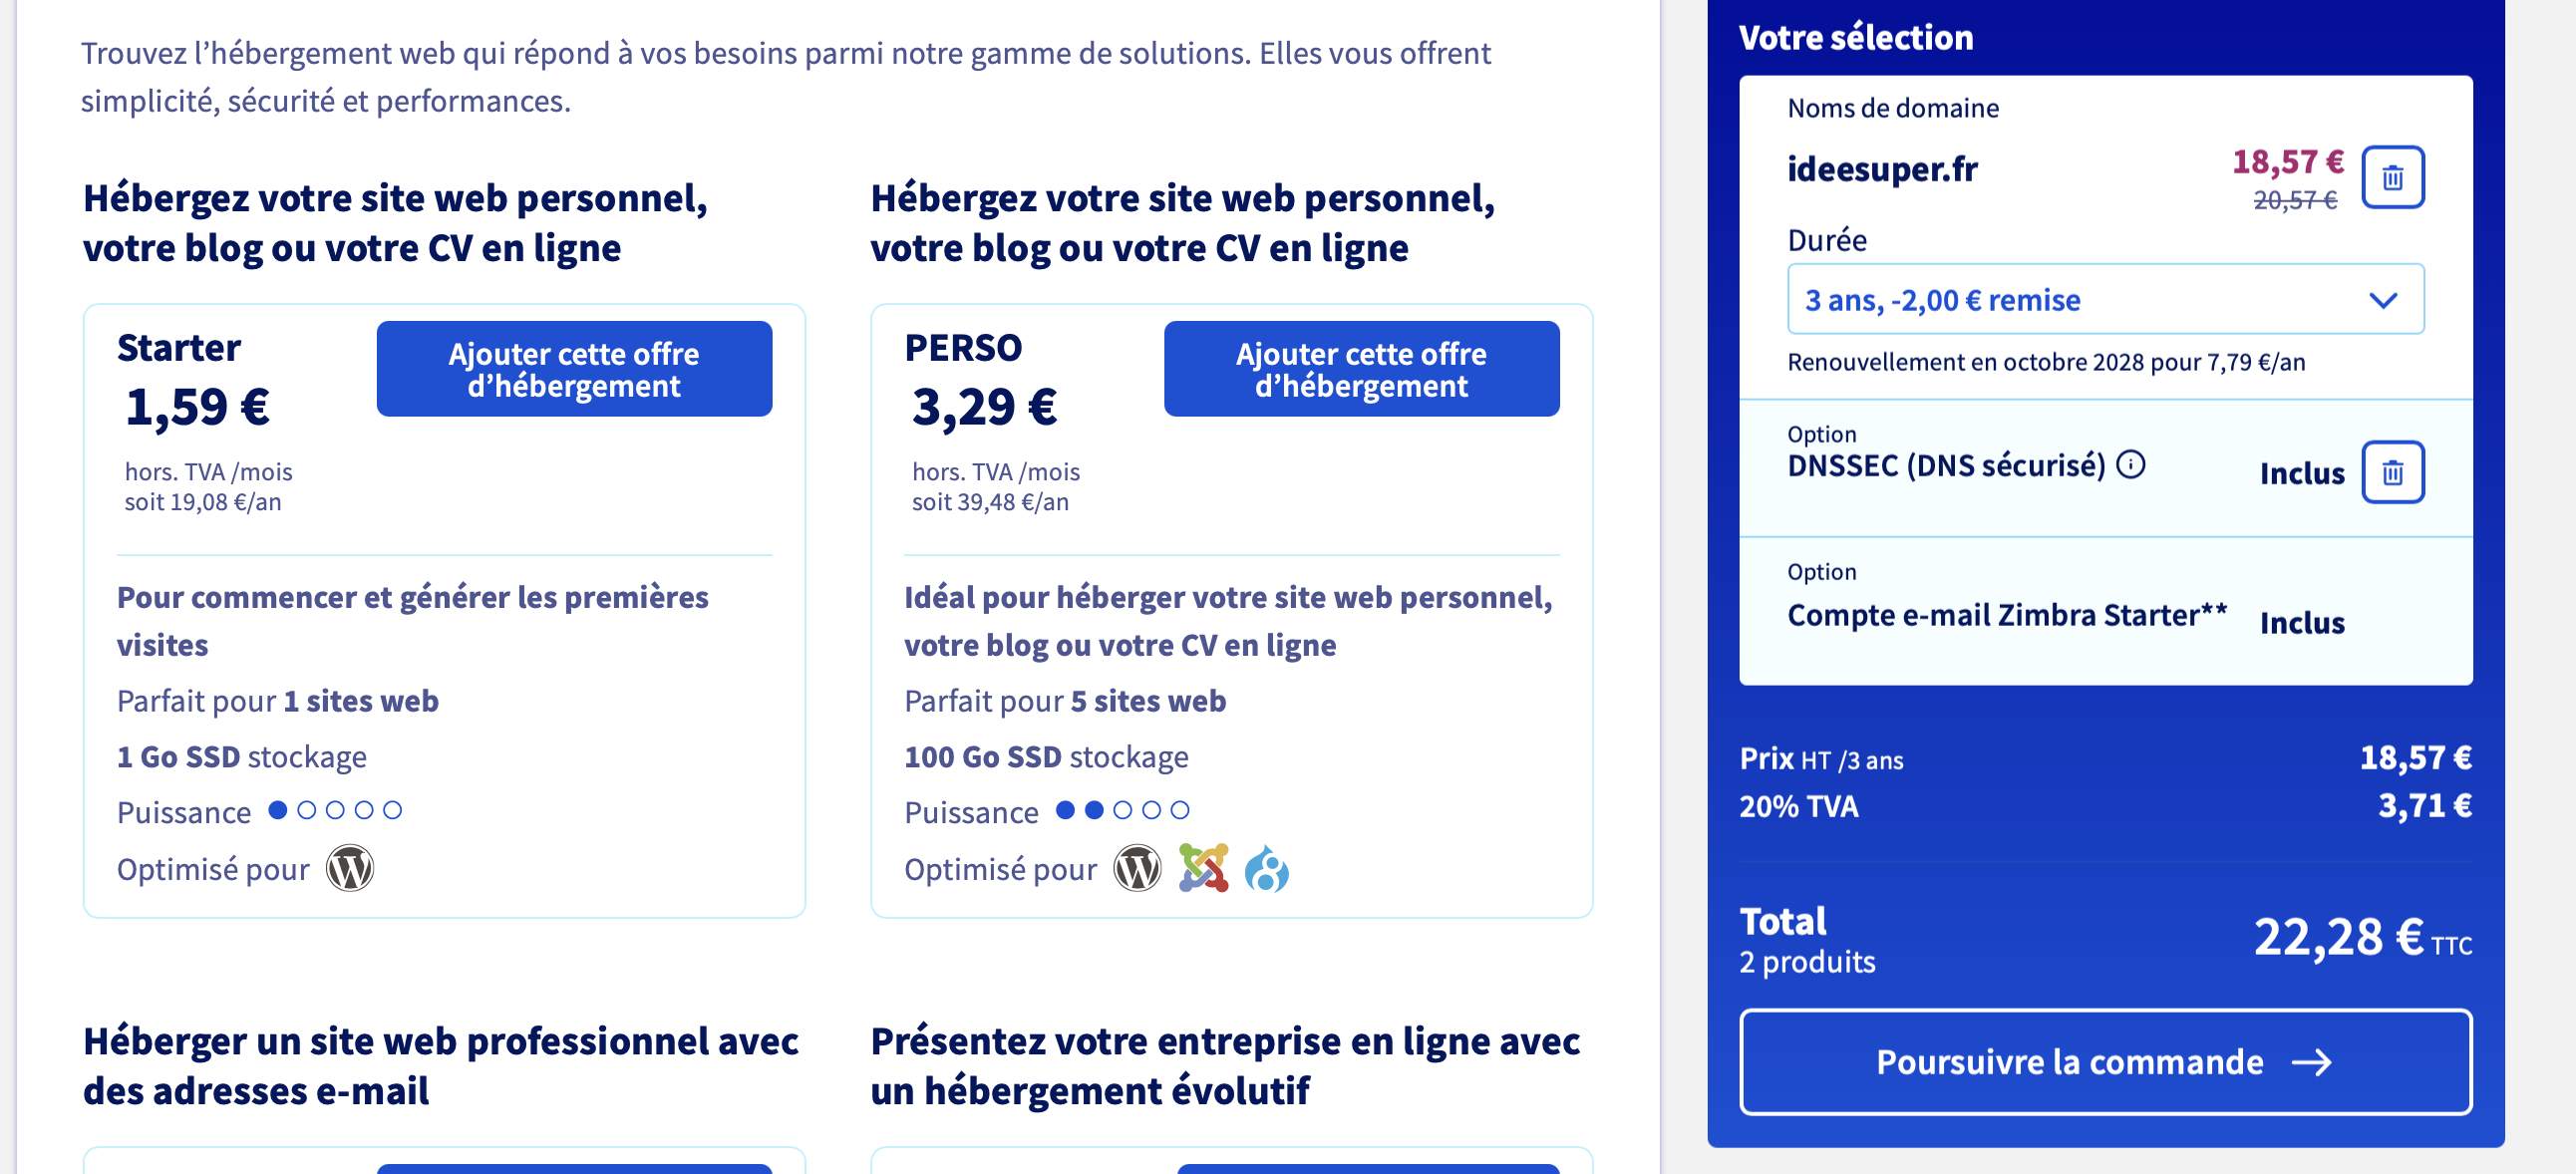 Trouvez l’hébergement web qui répond à vos besoins parmi notre gamme de solutions. Elles vous offrent
simplicité, sécurité et performances.
Hébergez votre site web personnel,
votre blog ou votre CV en ligne
Starter
1,59 €
hors. TVA /mois
soit 19,08 €/an
Ajouter cette offre
d’hébergement
Pour commencer et générer les premières
visites
Parfait pour 1 sites web
1 Go SSD stockage
Puissance
Optimisé pour
Hébergez votre site web personnel,
votre blog ou votre CV en ligne
PERSO
3,29 €
hors. TVA /mois
soit 39,48 €/an
Ajouter cette offre
d’hébergement
Idéal pour héberger votre site web personnel,
votre blog ou votre CV en ligne
Parfait pour 5 sites web
100 Go SSD stockage
Puissance
Optimisé pour
Héberger un site web professionnel avec
des adresses e-mail
Présentez votre entreprise en ligne avec
un hébergement évolutif
Votre sélection
Noms de domaine
ideesuper.fr
18,57 €
20,57 €
Durée
3 ans, -2,00 € remise
Renouvellement en octobre 2028 pour 7,79 €/an
Option
DNSSEC (DNS sécurisé)
Inclus
Option
Compte e-mail Zimbra Starter**
Inclus
Prix HT /3 ans 18,57 €
20% TVA 3,71 €
Total
2 produits
22,28 € TTC
Poursuivre la commande →